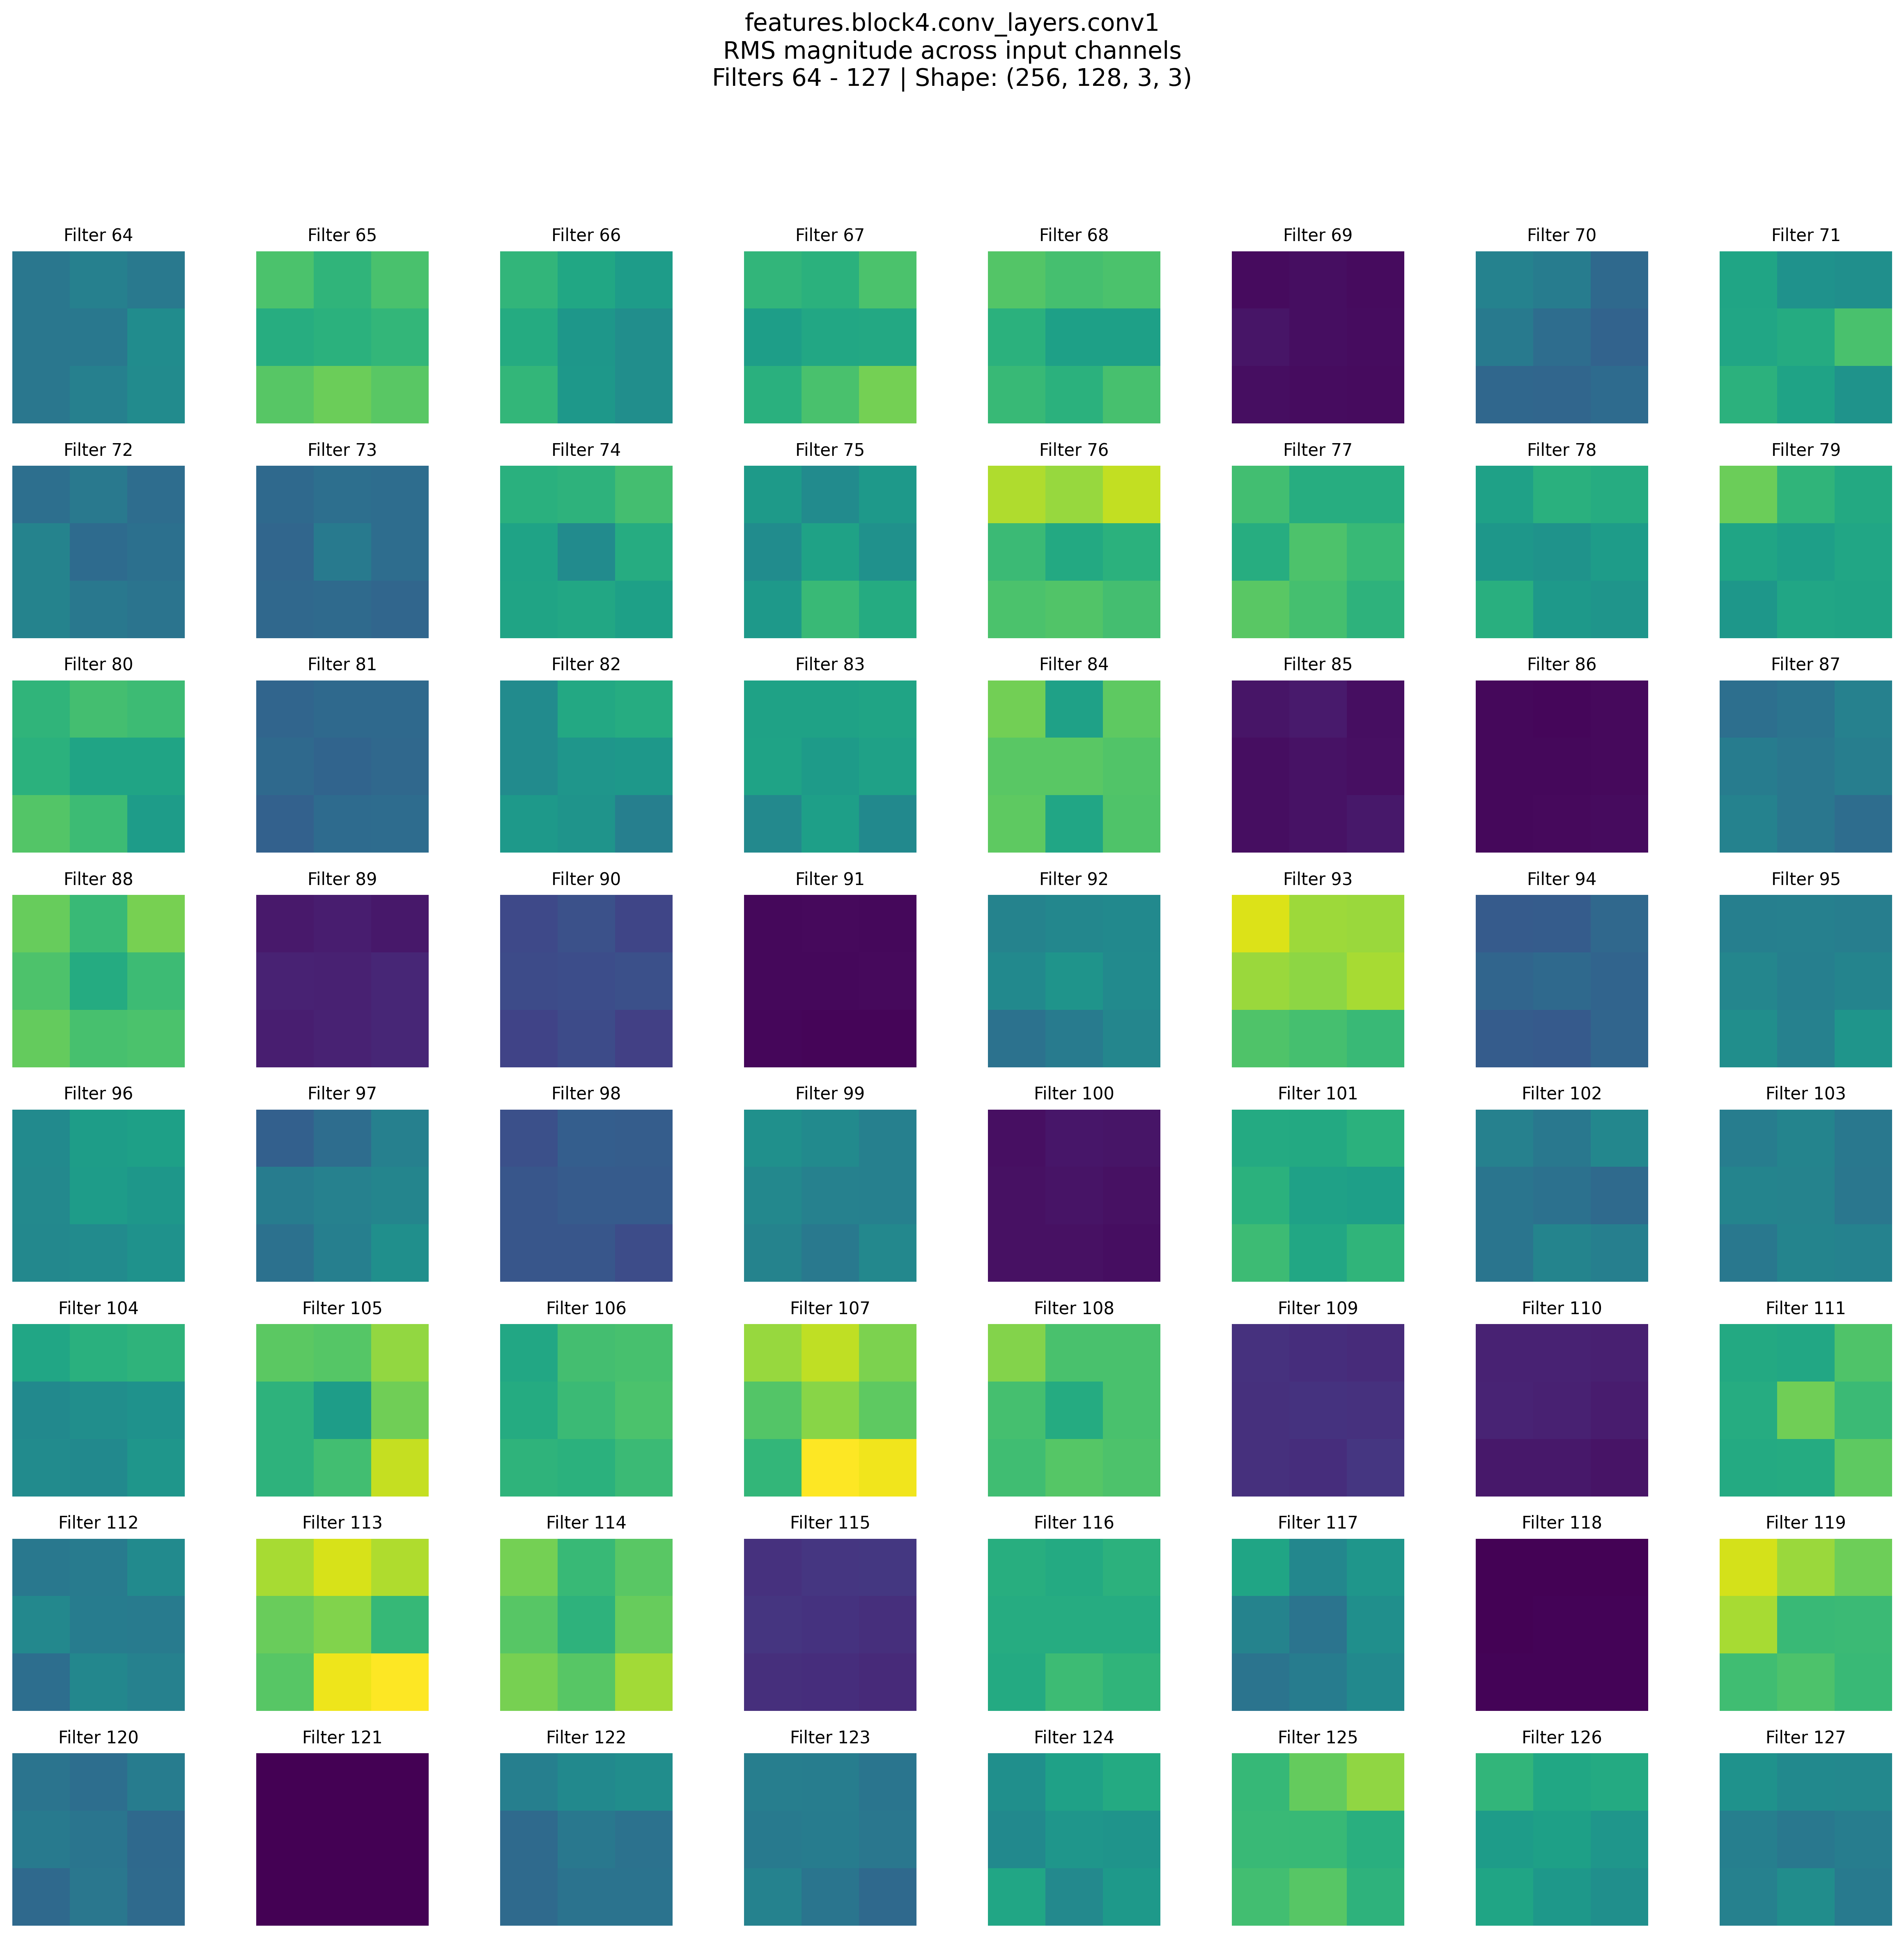 features.block4.conv_layers.conv1
RMS magnitude across input channels
Filters 64 - 127 | Shape: (256, 128, 3, 3)
Filter 64 Filter 65 Filter 66 Filter 67 Filter 68 Filter 69 Filter 70 Filter 71
Filter 72 Filter 73 Filter 74 Filter 75 Filter 76 Filter 77 Filter 78 Filter 79
Filter 80 Filter 81 Filter 82 Filter 83 Filter 84 Filter 85 Filter 86 Filter 87
Filter 88 Filter 89 Filter 90 Filter 91 Filter 92 Filter 93 Filter 94 Filter 95
Filter 96 Filter 97 Filter 98 Filter 99 Filter 100 Filter 101 Filter 102 Filter 103
Filter 104 Filter 105 Filter 106 Filter 107 Filter 108 Filter 109 Filter 110 Filter 111
Filter 112 Filter 113 Filter 114 Filter 115 Filter 116 Filter 117 Filter 118 Filter 119
Filter 120 Filter 121 Filter 122 Filter 123 Filter 124 Filter 125 Filter 126 Filter 127